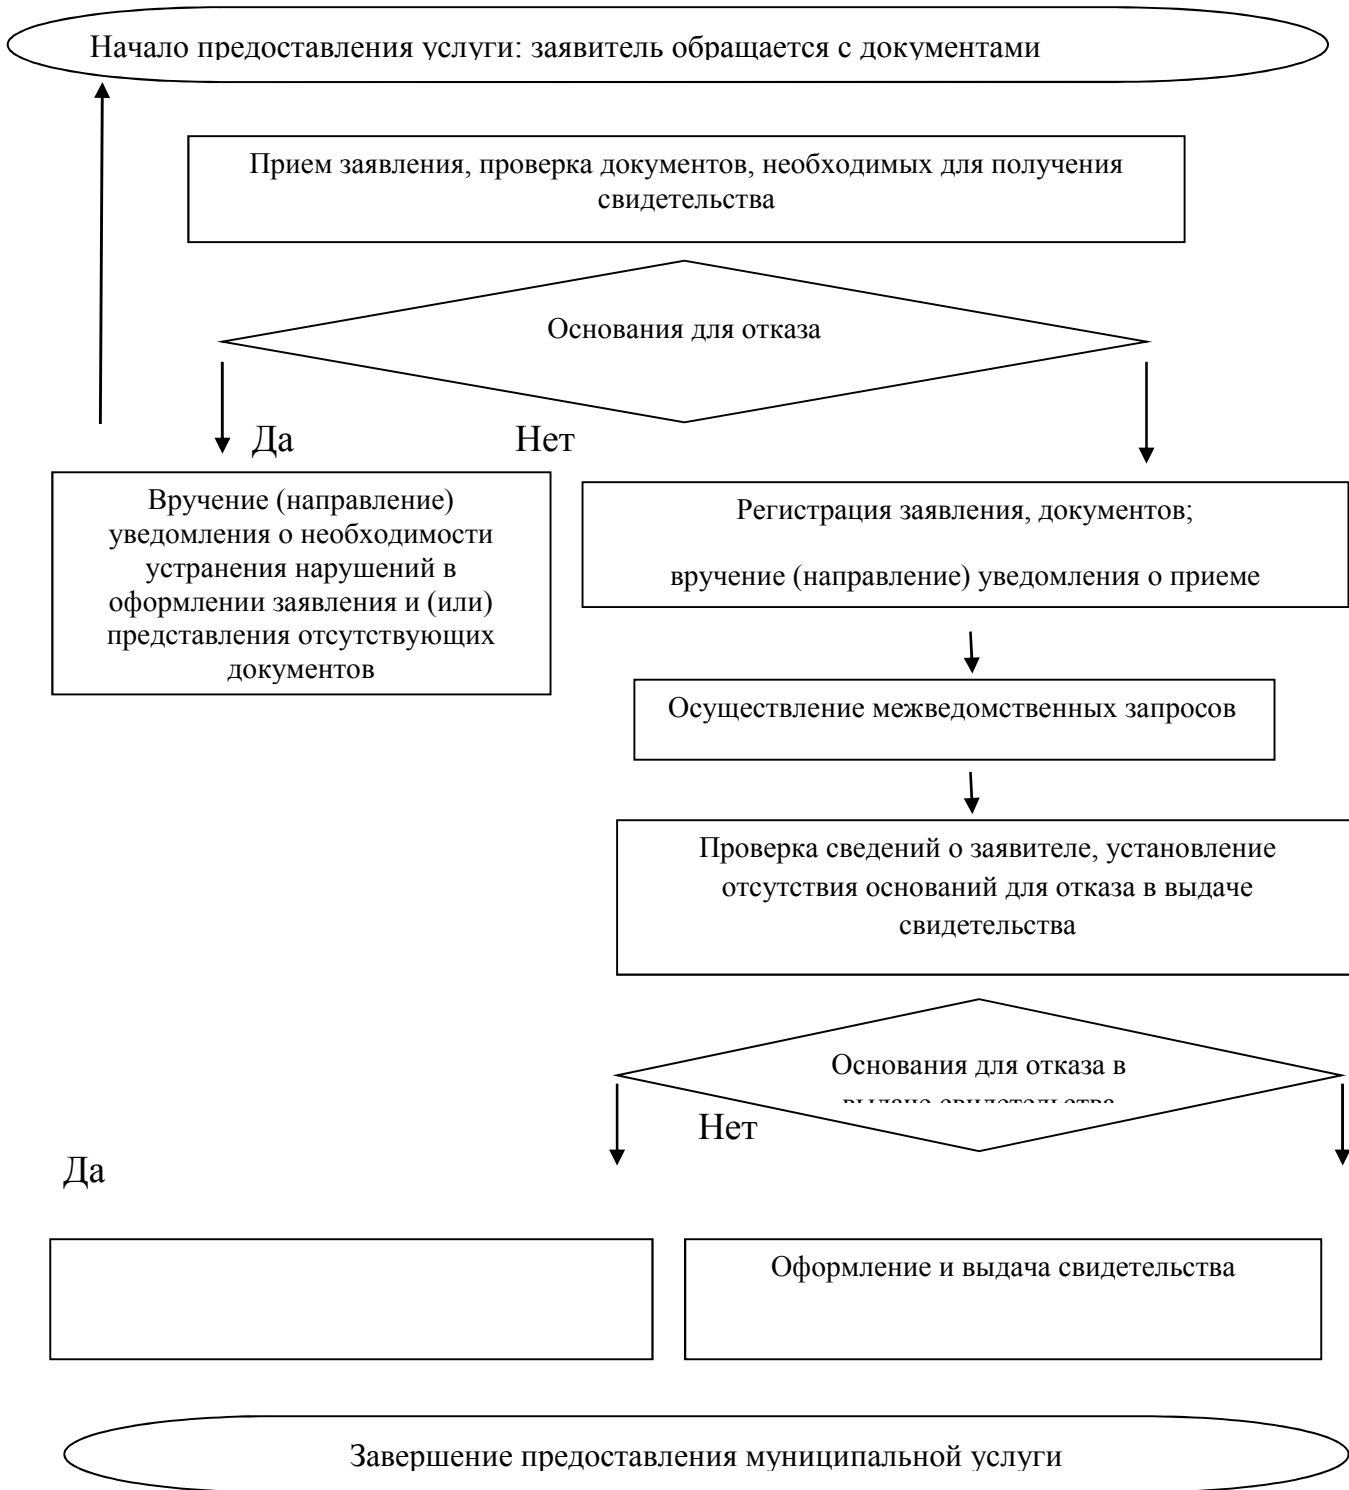 Начало предоставления услуги: заявитель обращается с документами
Прием заявления, проверка документов, необходимых для получения
свидетельства
Основания для отказа
Да
Нет
Вручение (направление)
уведомления о необходимости
устранения нарушений в
оформлении заявления и (или)
представления отсутствующих
документов
Регистрация заявления, документов;
вручение (направление) уведомления о приеме
Осуществление межведомственных запросов
Проверка сведений о заявителе, установление
отсутствия оснований для отказа в выдаче
свидетельства
Основания для отказа в
выдаче свидетельства
Нет
Да
Оформление и выдача свидетельства
Завершение предоставления муниципальной услуги